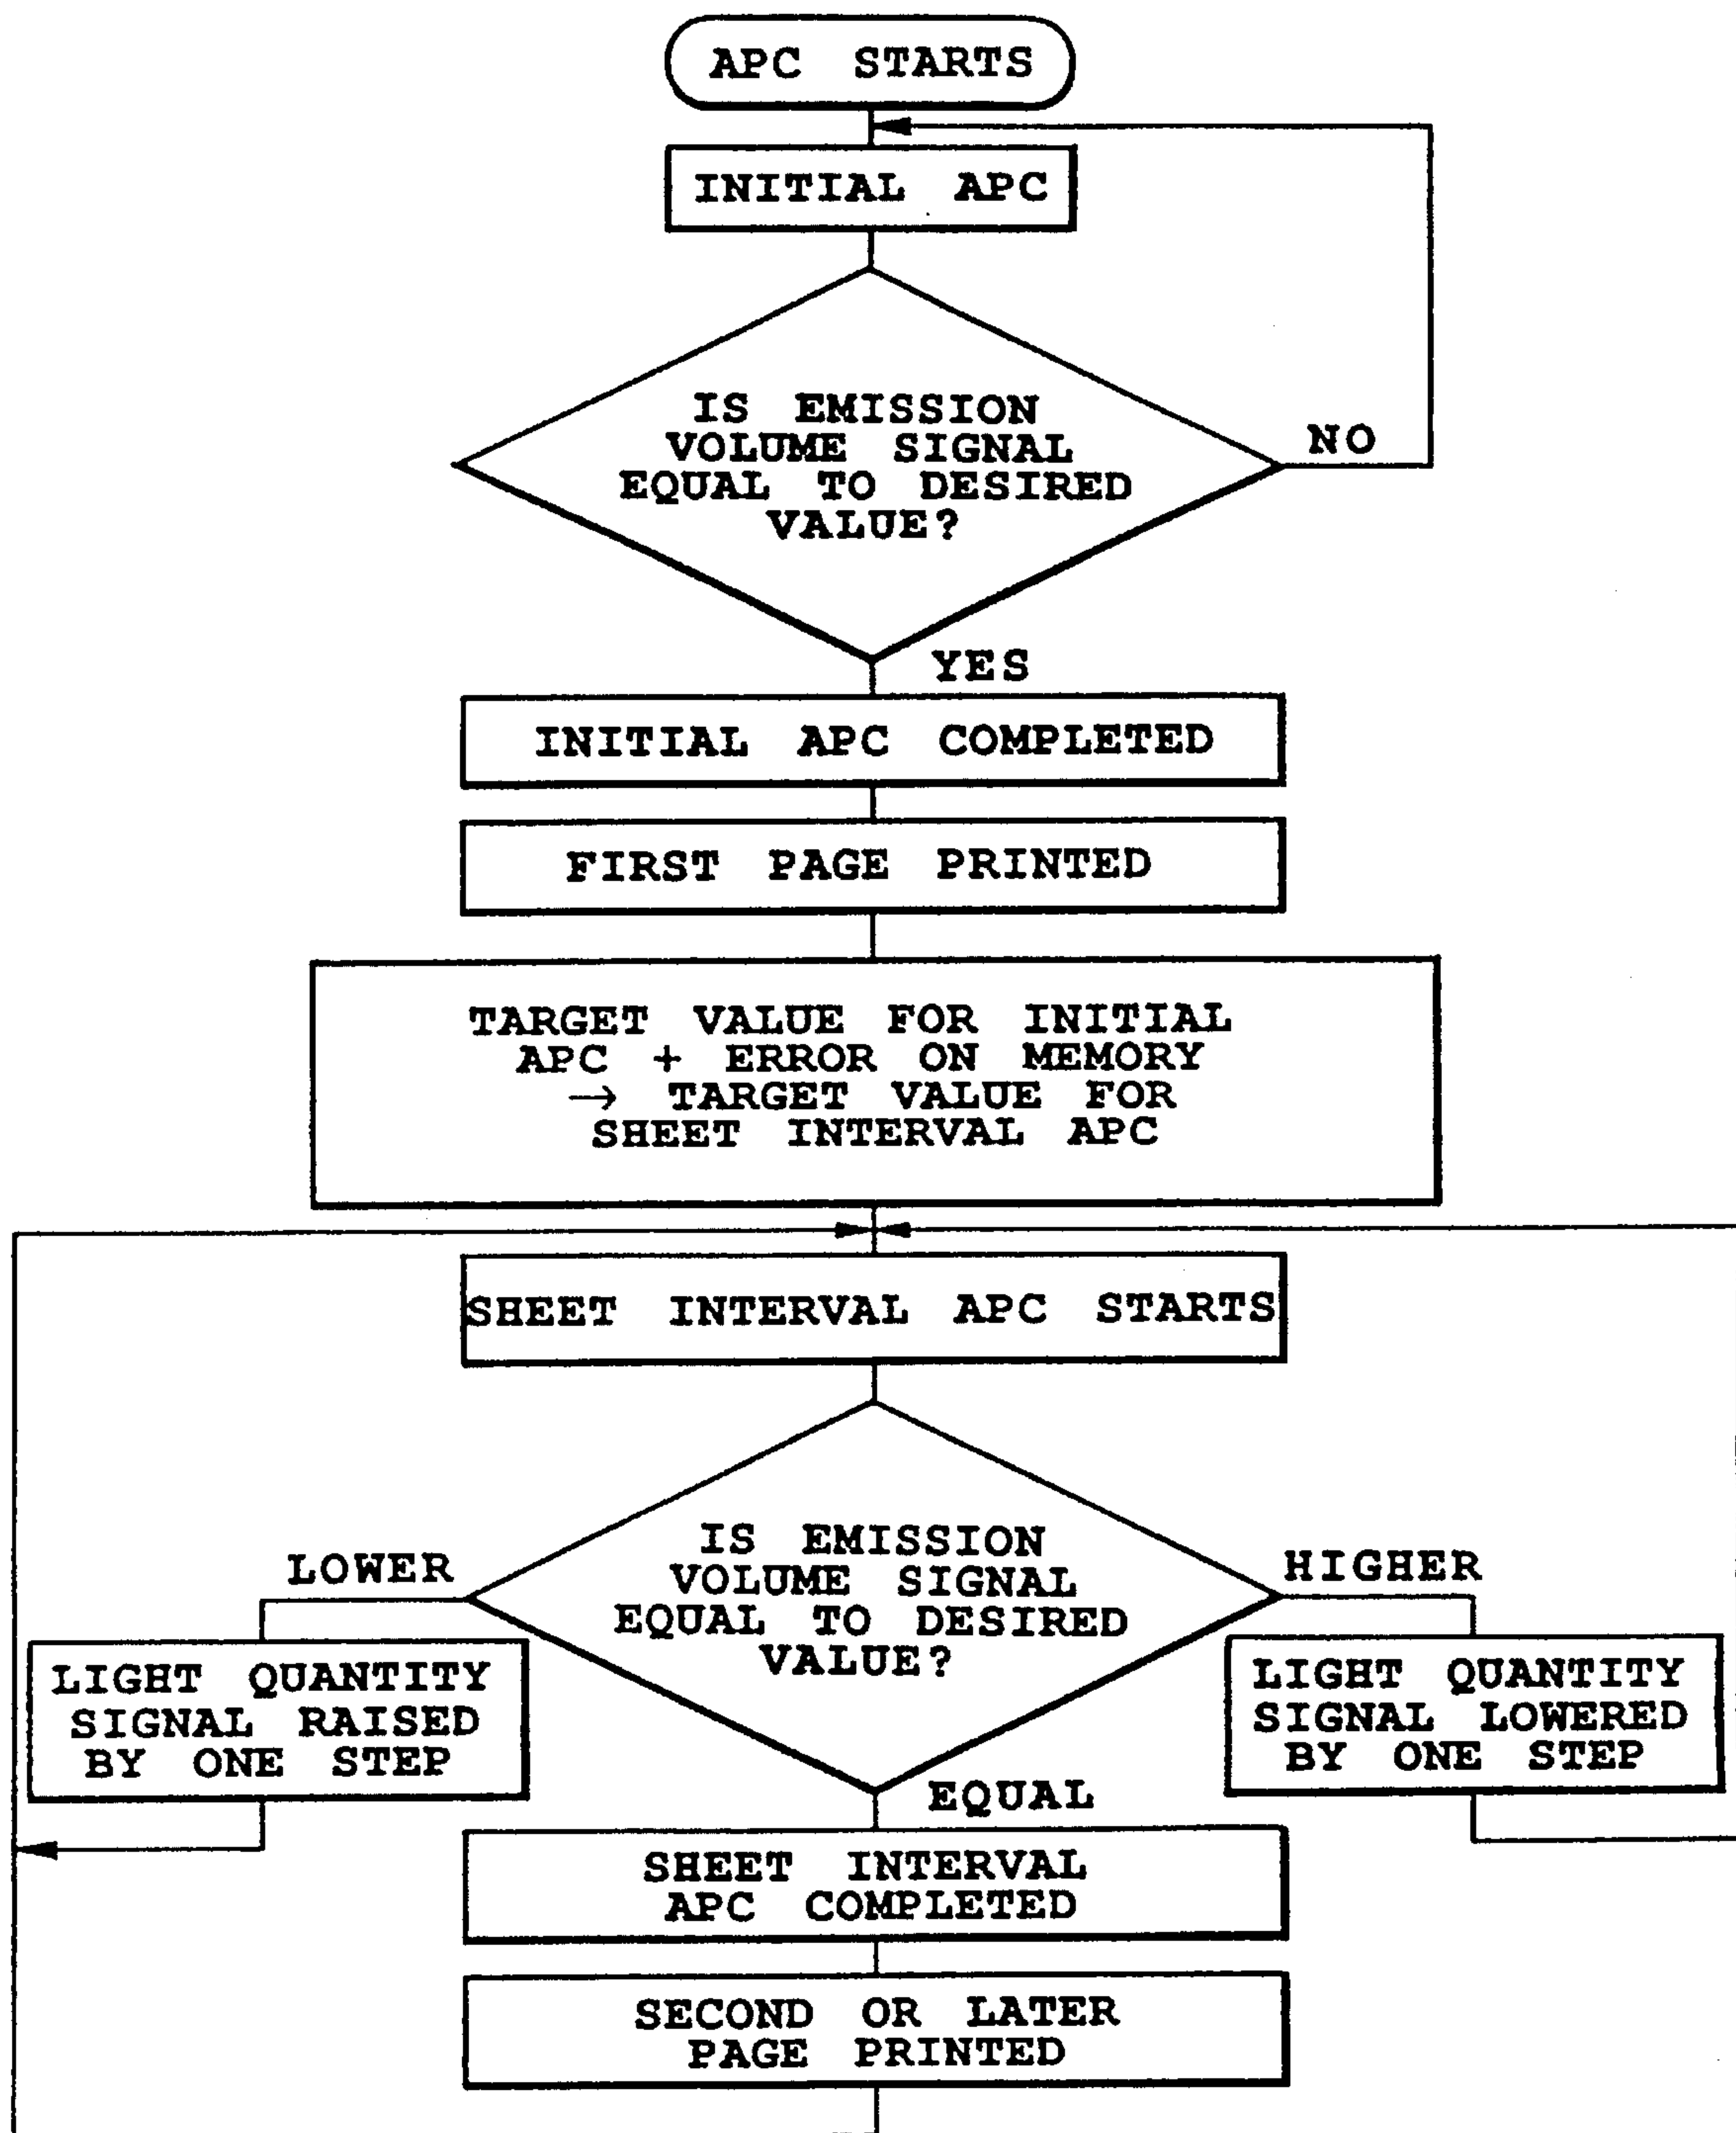 APC STARTS
INITIAL APC
IS EMISSION
VOLUME SIGNAL
EQUAL TO DESIRED
VALUE?
NO
YES
INITIAL APC COMPLETED
FIRST PAGE PRINTED
TARGET VALUE FOR INITIAL
APC + ERROR ON MEMORY
→ TARGET VALUE FOR
SHEET INTERVAL APC
SHEET INTERVAL APC STARTS
IS EMISSION
VOLUME SIGNAL
EQUAL TO DESIRED
VALUE?
LOWER
HIGHER
LIGHT QUANTITY
SIGNAL RAISED
BY ONE STEP
LIGHT QUANTITY
SIGNAL LOWERED
BY ONE STEP
EQUAL
SHEET INTERVAL
APC COMPLETED
SECOND OR LATER
PAGE PRINTED